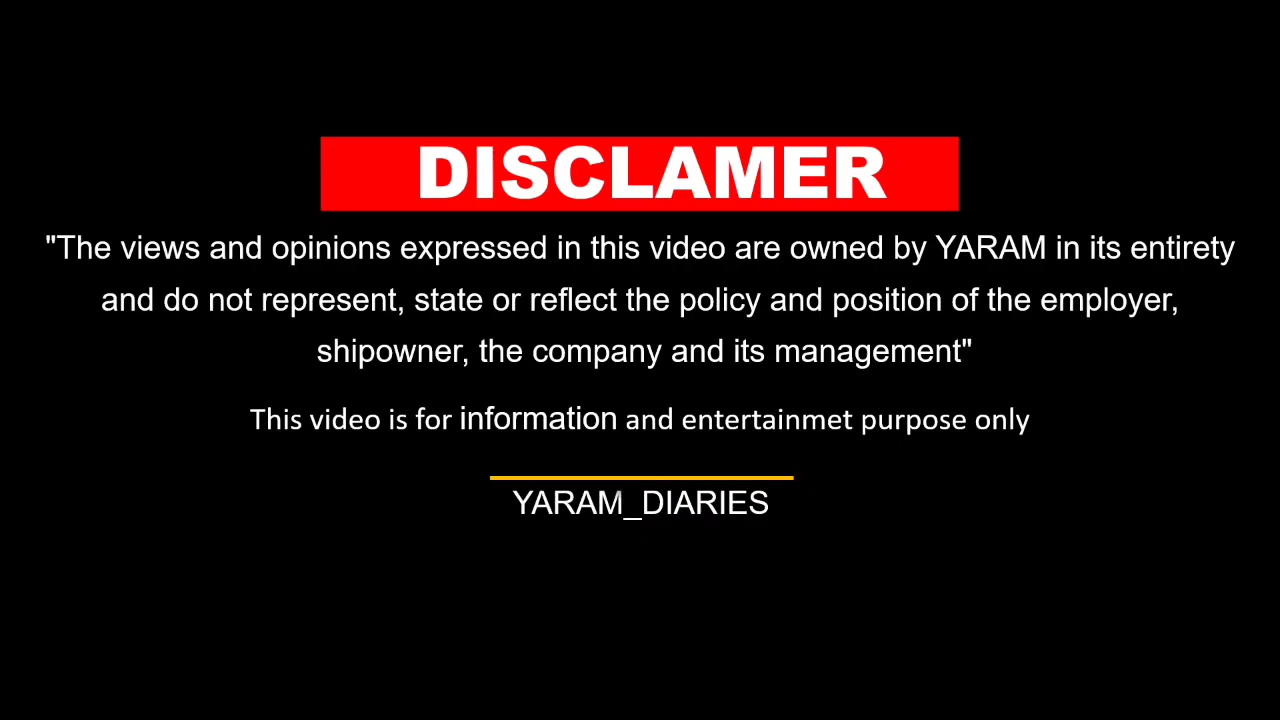 DISCLAMER
"The views and opinions expressed in this video are owned by YARAM in its entirety
and do not represent, state or reflect the policy and position of the employer,
shipowner, the company and its management"
This video is for information and entertainmet purpose only
YARAM_DIARIES